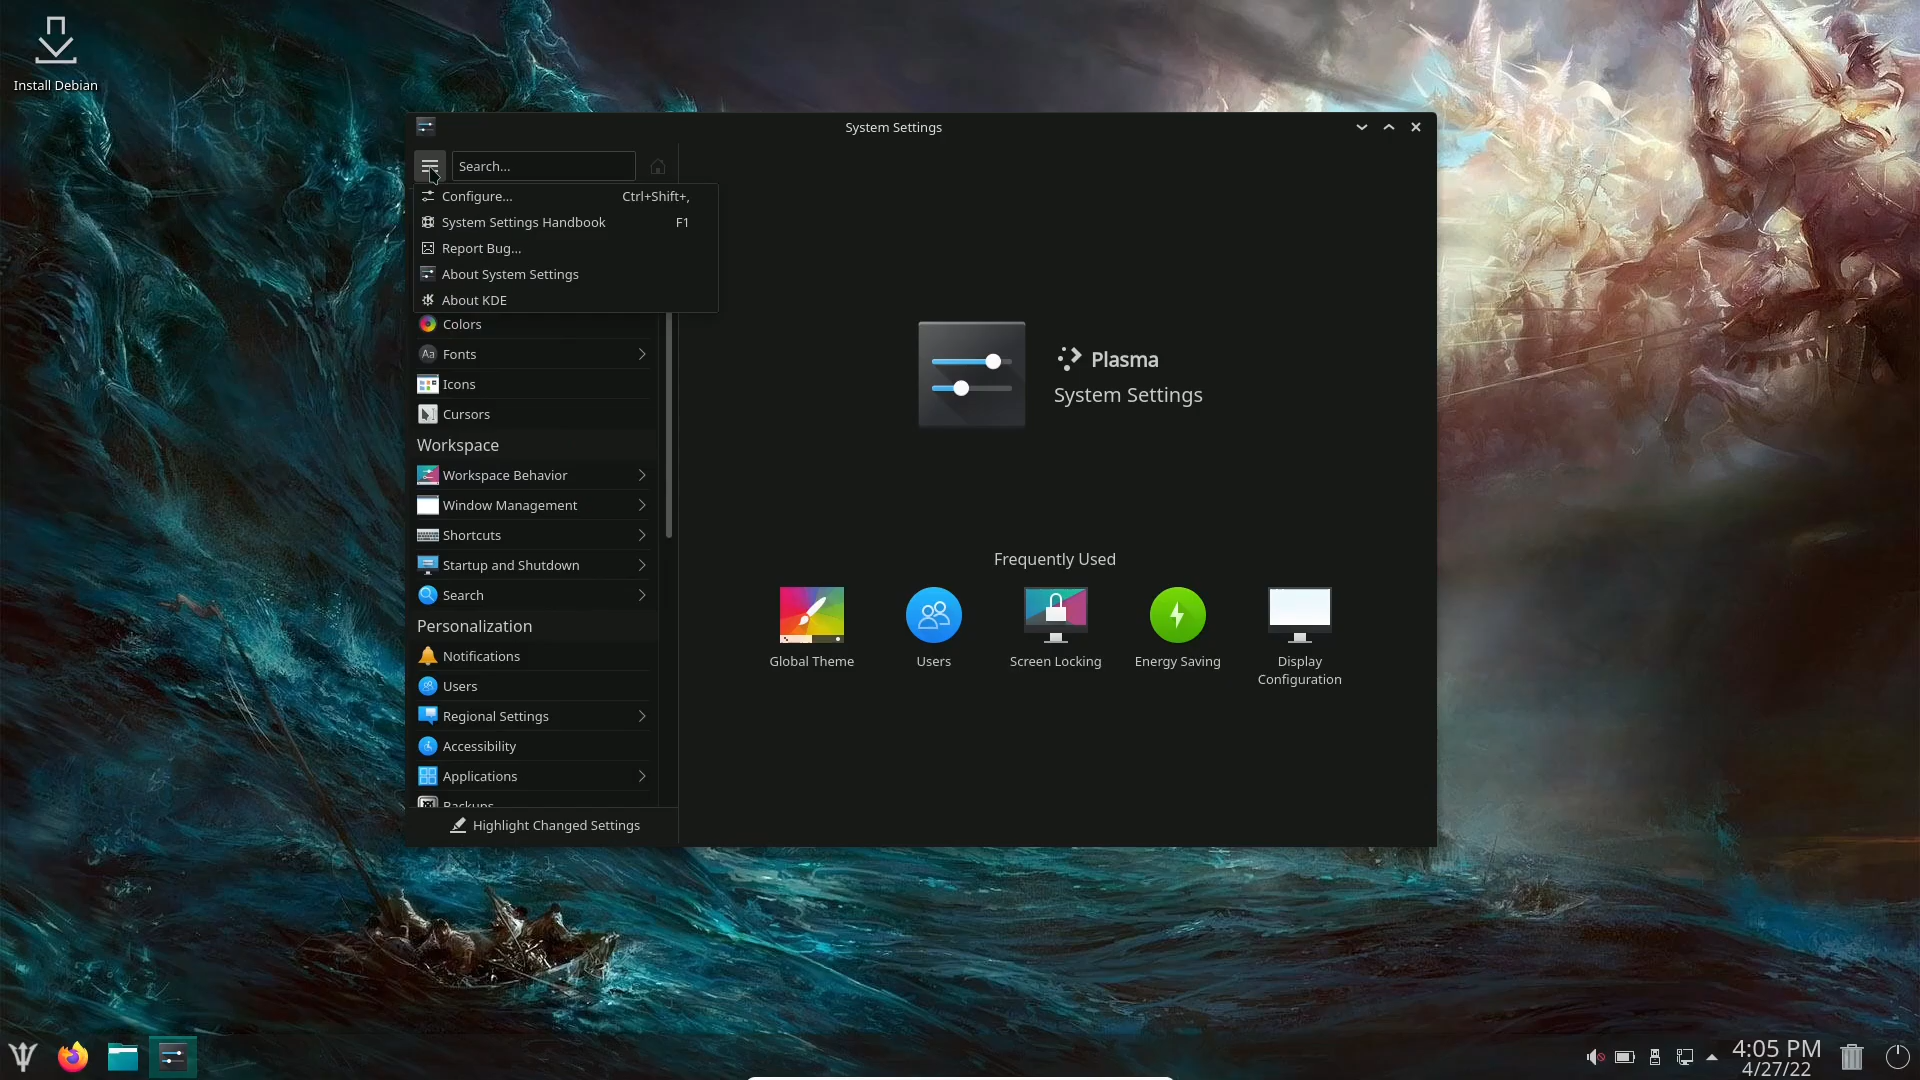 Install Debian
System Settings
Search...
Configure... Ctrl+Shift+,
System Settings Handbook F1
Report Bug...
About System Settings
About KDE
Colors
Fonts
Icons
Cursors
Workspace
Workspace Behavior
Window Management
Shortcuts
Startup and Shutdown
Search
Personalization
Notifications
Users
Regional Settings
Accessibility
Applications
Backups
Highlight Changed Settings
Plasma
System Settings
Frequently Used
Global Theme
Users
Screen Locking
Energy Saving
Display
Configuration
4:05 PM
4/27/22